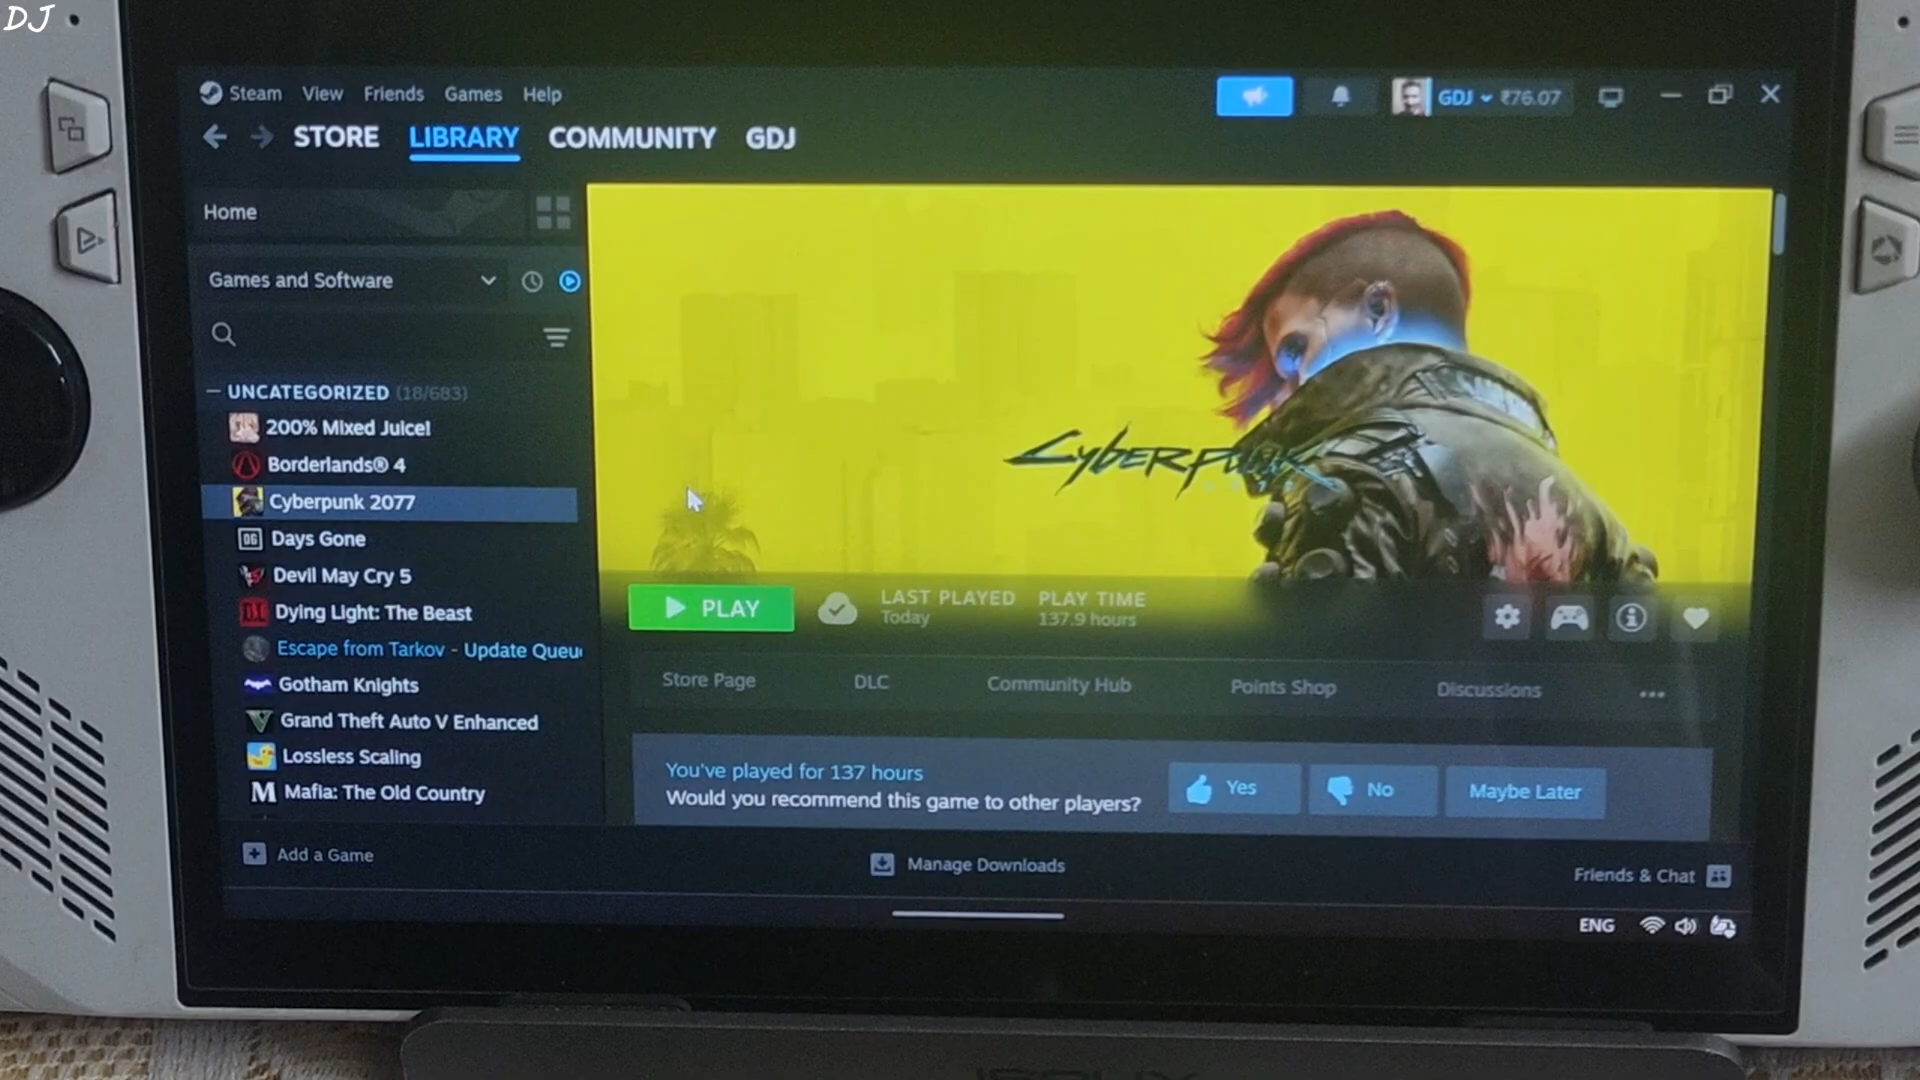 DJ
Steam View Friends Games Help
GDJ ₹76.07
STORE LIBRARY COMMUNITY GDJ
Home
Games and Software
UNCATEGORIZED (18/683)
200% Mixed Juice!
Borderlands® 4
Cyberpunk 2077
Days Gone
Devil May Cry 5
Dying Light: The Beast
Escape from Tarkov - Update Queu
Gotham Knights
Grand Theft Auto V Enhanced
Lossless Scaling
Mafia: The Old Country
Add a Game
Cyberpunk
PLAY
LAST PLAYED
Today
PLAY TIME
137.9 hours
Store Page DLC Community Hub Points Shop Discussions
You've played for 137 hours
Would you recommend this game to other players?
Yes No Maybe Later
Manage Downloads
Friends & Chat
ENG